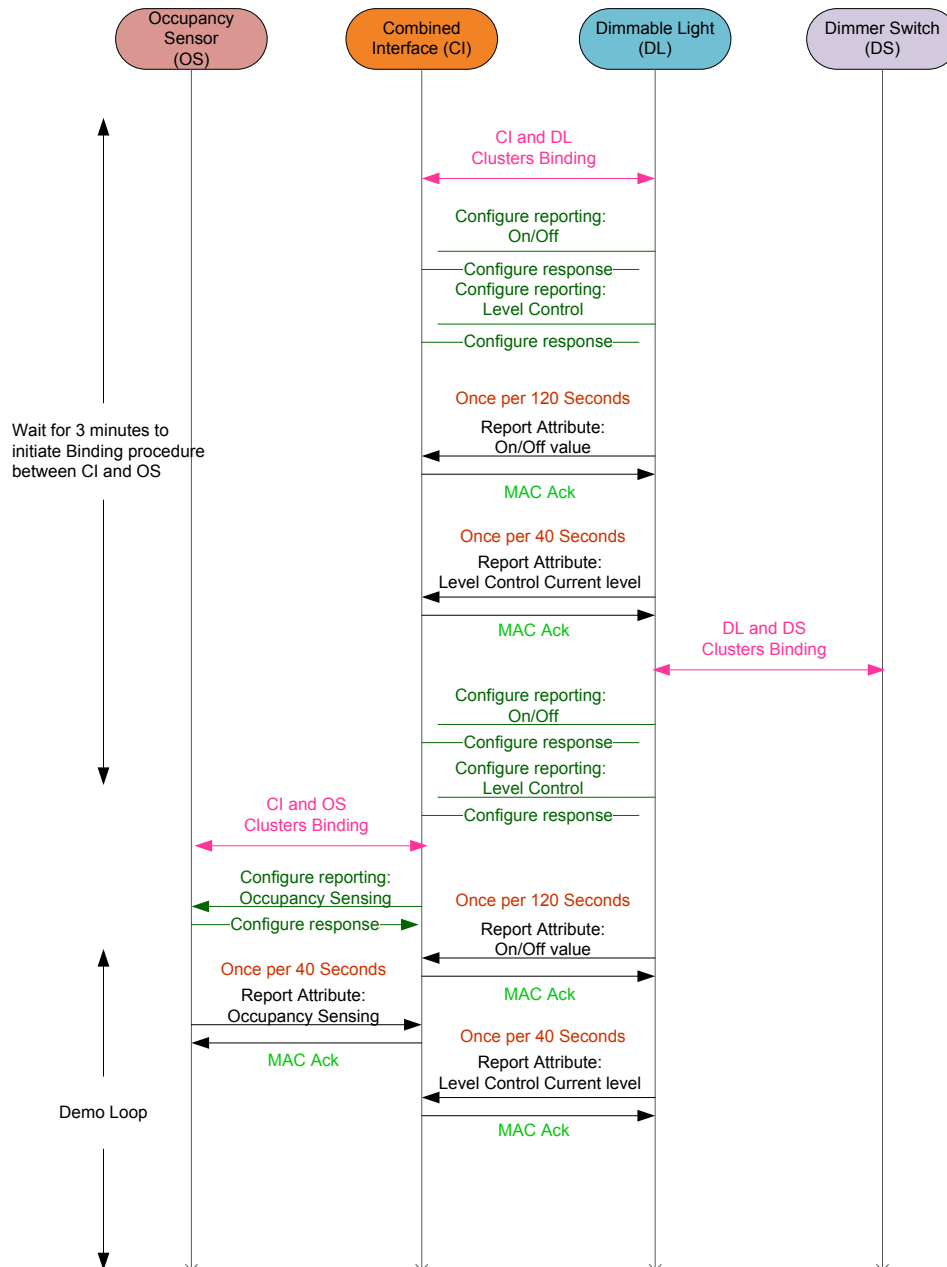 Occupancy
Sensor
(OS)
Combined
Interface (CI)
Dimmable Light
(DL)
Dimmer Switch
(DS)
CI and DL
Clusters Binding
Configure reporting:
On/Off
Configure response
Configure reporting:
Level Control
Configure response
Once per 120 Seconds
Report Attribute:
On/Off value
MAC Ack
Wait for 3 minutes to
initiate Binding procedure
between CI and OS
Once per 40 Seconds
Report Attribute:
Level Control Current level
MAC Ack
DL and DS
Clusters Binding
Configure reporting:
On/Off
Configure response
Configure reporting:
Level Control
Configure response
CI and OS
Clusters Binding
Configure reporting:
Occupancy Sensing
Configure response
Once per 120 Seconds
Report Attribute:
On/Off value
MAC Ack
Once per 40 Seconds
Report Attribute:
Occupancy Sensing
MAC Ack
Once per 40 Seconds
Report Attribute:
Level Control Current level
MAC Ack
Demo Loop